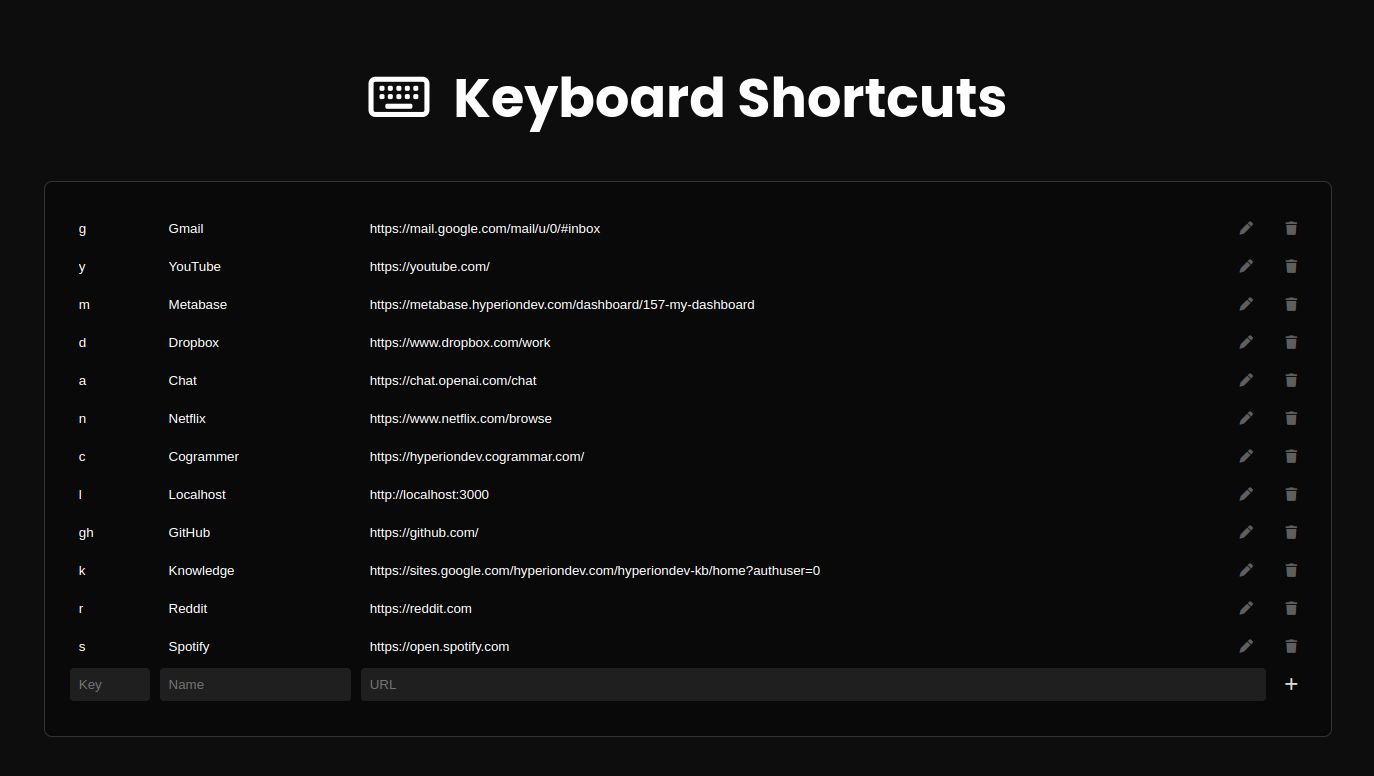 Keyboard Shortcuts
g Gmail https://mail.google.com/mail/u/0/#inbox
y YouTube https://youtube.com/
m Metabase https://metabase.hyperiondev.com/dashboard/157-my-dashboard
d Dropbox https://www.dropbox.com/work
a Chat https://chat.openai.com/chat
n Netflix https://www.netflix.com/browse
c Cogrammer https://hyperiondev.cogrammar.com/
l Localhost http://localhost:3000
gh GitHub https://github.com/
k Knowledge https://sites.google.com/hyperiondev.com/hyperiondev-kb/home?authuser=0
r Reddit https://reddit.com
s Spotify https://open.spotify.com
Key Name URL +